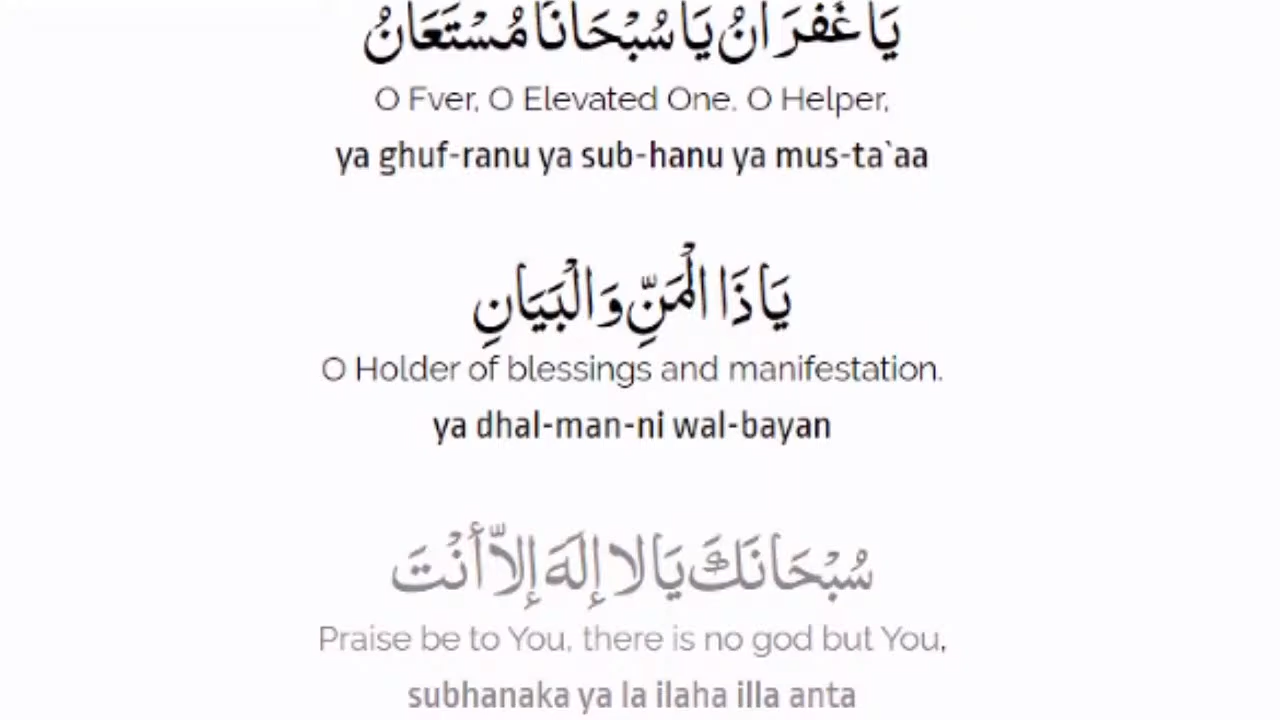 يَا غُفْرَانُ يَا سُبْحَانَا مُسْتَعَانُ
O Fver, O Elevated One. O Helper,
ya ghuf-ranu ya sub-hanu ya mus-ta`aa
يَا ذَا الْمَنِّ وَالْبَيَانِ
O Holder of blessings and manifestation.
ya dhal-man-ni wal-bayan
سُبْحَانَكَ يَا لا إِلَهَ إِلاّ أَنْتَ
Praise be to You, there is no god but You,
subhanaka ya la ilaha illa anta